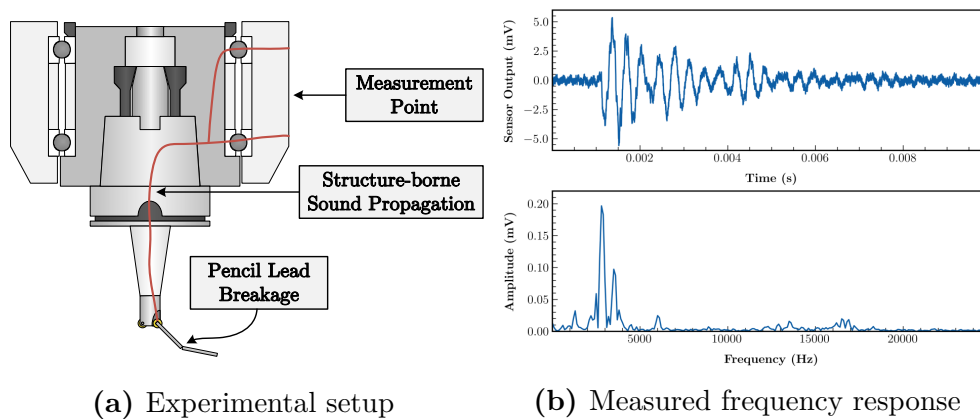 Measurement
Point
Structure-borne
Sound Propagation
Pencil Lead
Breakage
(a) Experimental setup
5.0
2.5
0.0
−2.5
−5.0
Sensor Output (mV)
0.002
0.004
0.006
0.008
Time (s)
0.20
0.15
0.10
0.05
0.00
Amplitude (mV)
5000
10000
15000
20000
Frequency (Hz)
(b) Measured frequency response